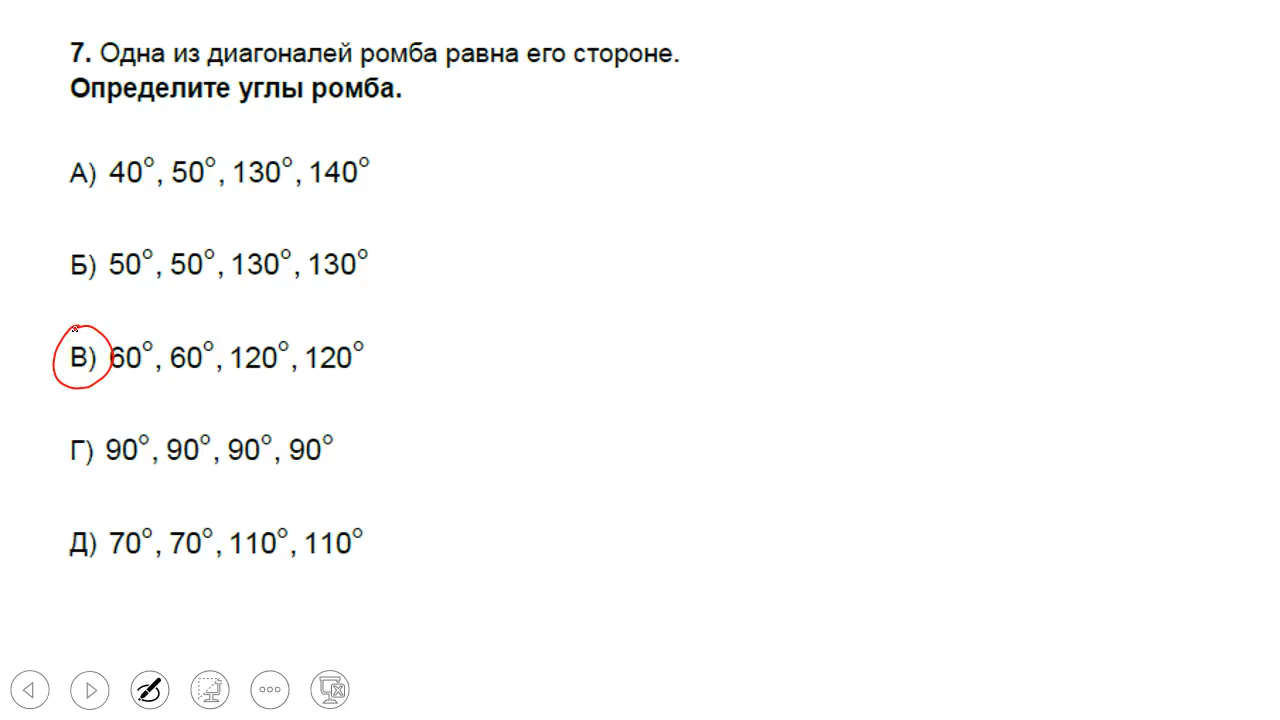 7. Одна из диагоналей ромба равна его стороне.
Определите углы ромба.
А) 40°, 50°, 130°, 140°
Б) 50°, 50°, 130°, 130°
В) 60°, 60°, 120°, 120°
Г) 90°, 90°, 90°, 90°
Д) 70°, 70°, 110°, 110°